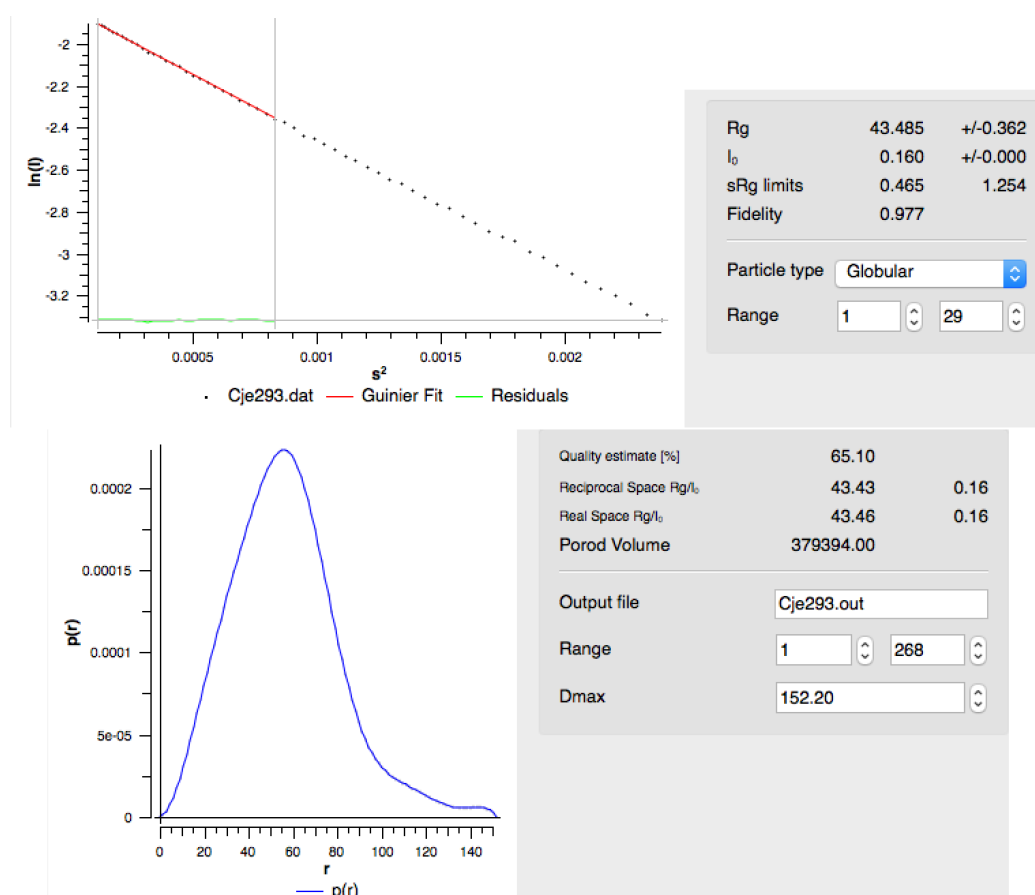 -2
-2.2
-2.4
-2.6
-2.8
-3
-3.2
ln(I)
0.0005 0.001 0.0015 0.002
s²
Cje293.dat Guinier Fit Residuals
Rg 43.485 +/-0.362
I₀ 0.160 +/-0.000
sRg limits 0.465 1.254
Fidelity 0.977
Particle type Globular
Range 1 29
0.0002
0.00015
0.0001
5e-05
0
p(r)
0 20 40 60 80 100 120 140
r
p(r)
Quality estimate [%] 65.10
Reciprocal Space Rg/I₀ 43.43 0.16
Real Space Rg/I₀ 43.46 0.16
Porod Volume 379394.00
Output file Cje293.out
Range 1 268
Dmax 152.20